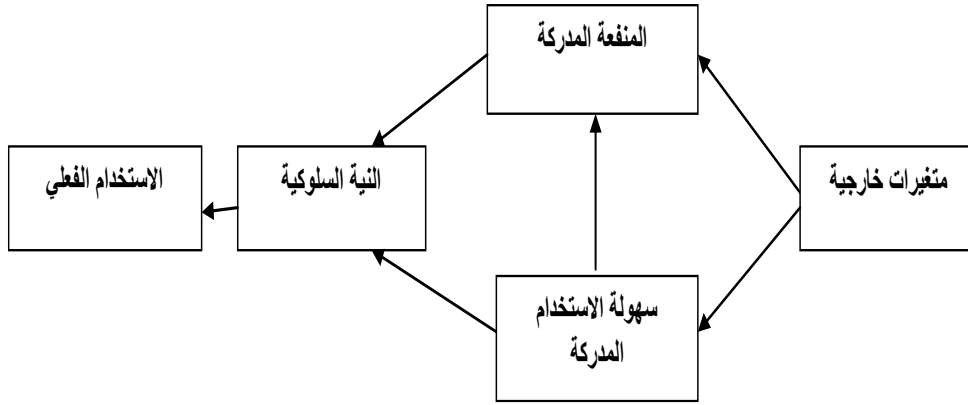 المنفعة المدركة
متغيرات خارجية
النية السلوكية
الاستخدام الفعلي
سهولة الاستخدام
المدركة